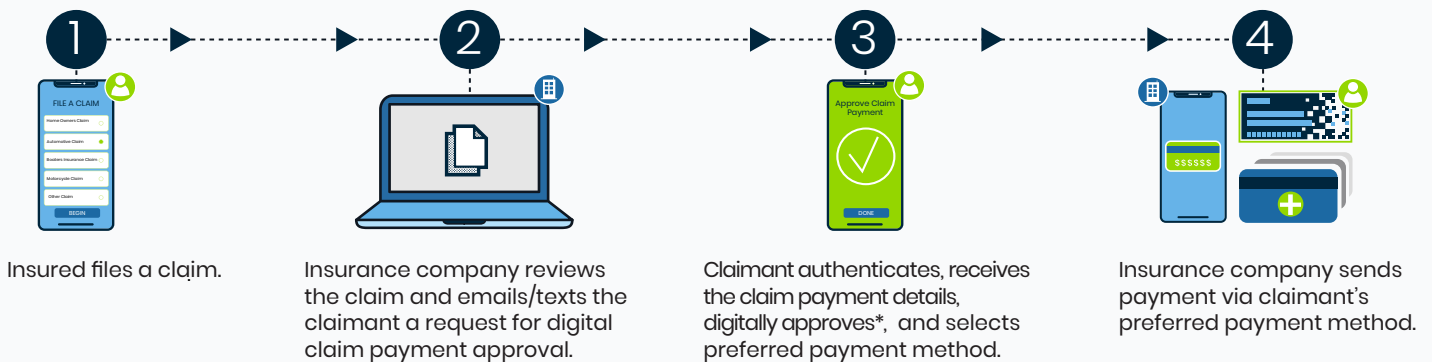 1
2
3
4
FILE A CLAIM
Home Owners Claim
Automotive Claim
Boaters Insurance Claim
Motorcycle Claim
Other Claim
BEGIN
Approve Claim
Payment
DONE
$$$$$$
Insured files a claim.
Insurance company reviews
the claim and emails/texts the
claimant a request for digital
claim payment approval.
Claimant authenticates, receives
the claim payment details,
digitally approves*, and selects
preferred payment method.
Insurance company sends
payment via claimant's
preferred payment method.